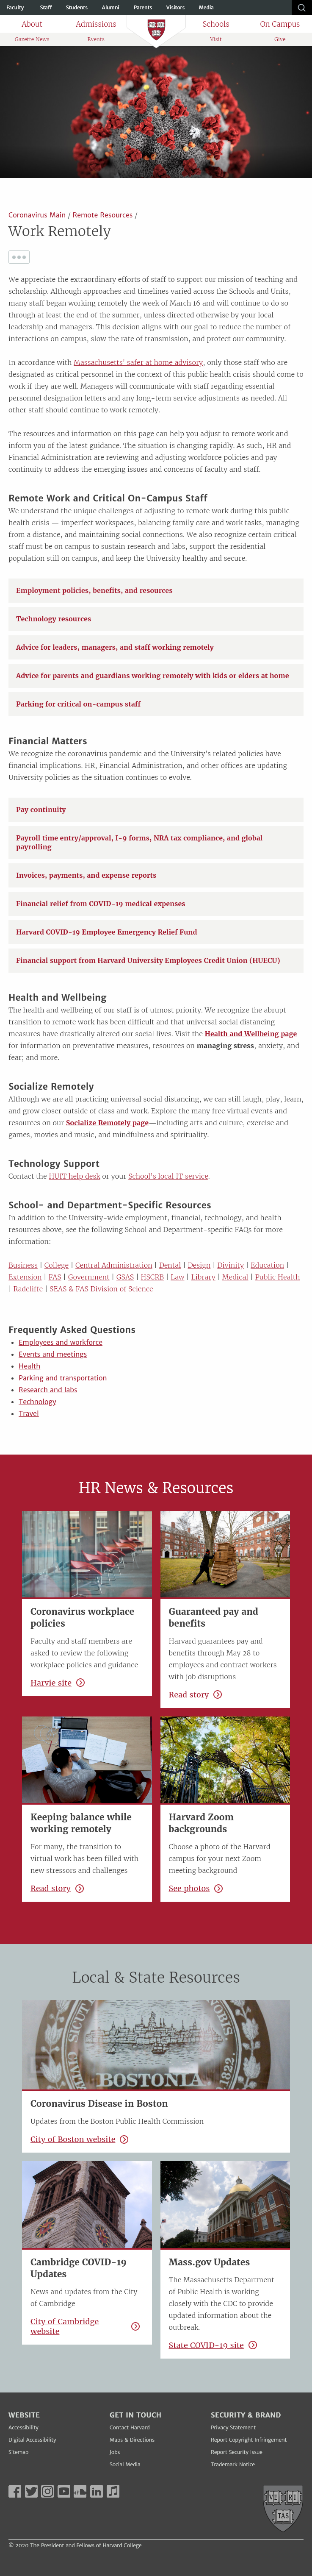 Faculty Staff Students Alumni Parents Visitors Media
About Admissions Schools On Campus
Gazette News Events Visit Give
Coronavirus Main / Remote Resources /
Work Remotely
We appreciate the extraordinary efforts of staff to support our mission of teaching and
scholarship. Although approaches and timelines varied across the Schools and Units,
many staff began working remotely the week of March 16 and will continue to do so
through at least the end of the summer, unless directed otherwise by your local
leadership and managers. This decision aligns with our goal to reduce the number of
community members on campus, slow the rate of transmission, and protect our
community.
In accordance with Massachusetts' safer at home advisory, only those staff who are
designated as critical personnel in the context of this public health crisis should come to
work if they are well. Managers will communicate with staff regarding essential
personnel designation letters and any long-term service adjustments as needed. All
other staff should continue to work remotely.
The resources and information on this page can help you adjust to remote work and
inform you of the latest guidance. The situation is changing rapidly. As such, HR and
Financial Administration are reviewing and adjusting workforce policies and pay
continuity to address the emerging issues and concerns of faculty and staff.
Remote Work and Critical On-Campus Staff
We understand the unique challenges of adjusting to remote work during this public
health crisis — imperfect workspaces, balancing family care and work tasks, managing
from a distance, and maintaining social connections. We also recognize certain critical
staff must be on campus to sustain research and labs, support the residential
population still on campus, and keep the University healthy and secure.
Employment policies, benefits, and resources
Technology resources
Advice for leaders, managers, and staff working remotely
Advice for parents and guardians working remotely with kids or elders at home
Parking for critical on-campus staff
Financial Matters
We recognize the coronavirus pandemic and the University's related policies have
financial implications. HR, Financial Administration, and other offices are updating
University policies as the situation continues to evolve.
Pay continuity
Payroll time entry/approval, I-9 forms, NRA tax compliance, and global
payrolling
Invoices, payments, and expense reports
Financial relief from COVID-19 medical expenses
Harvard COVID-19 Employee Emergency Relief Fund
Financial support from Harvard University Employees Credit Union (HUECU)
Health and Wellbeing
The health and wellbeing of our staff is of utmost priority. We recognize the abrupt
transition to remote work has been difficult and that universal social distancing
measures have drastically altered our social lives. Visit the Health and Wellbeing page
for information on preventative measures, resources on managing stress, anxiety, and
fear; and more.
Socialize Remotely
Although we are all practicing universal social distancing, we can still laugh, play, learn,
and grow closer outside of class and work. Explore the many free virtual events and
resources on our Socialize Remotely page—including arts and culture, exercise classes
games, movies and music, and mindfulness and spirituality.
Technology Support
Contact the HUIT help desk or your School's local IT service.
School- and Department-Specific Resources
In addition to the University-wide employment, financial, technology, and health
resources above, see the following School and Department-specific FAQs for more
information:
Business | College | Central Administration | Dental | Design | Divinity | Education |
Extension | FAS | Government | GSAS | HSCRB | Law | Library | Medical | Public Health
| Radcliffe | SEAS & FAS Division of Science
Frequently Asked Questions
• Employees and workforce
• Events and meetings
• Health
• Parking and transportation
• Research and labs
• Technology
• Travel
HR News & Resources
Coronavirus workplace
policies
Faculty and staff members are
asked to review the following
workplace policies and guidance
Harvie site
Guaranteed pay and
benefits
Harvard guarantees pay and
benefits through May 28 to
employees and contract workers
with job disruptions
Read story
Keeping balance while
working remotely
For many, the transition to
virtual work has been filled with
new stressors and challenges
Read story
Harvard Zoom
backgrounds
Choose a photo of the Harvard
campus for your next Zoom
meeting background
See photos
Local & State Resources
BOSTONIA
Coronavirus Disease in Boston
Updates from the Boston Public Health Commission
City of Boston website
Cambridge COVID-19
Updates
News and updates from the City
of Cambridge
City of Cambridge
website
Mass.gov Updates
The Massachusetts Department
of Public Health is working
closely with the CDC to provide
updated information about the
outbreak.
State COVID-19 site
WEBSITE
Accessibility
Digital Accessibility
Sitemap
GET IN TOUCH
Contact Harvard
Maps & Directions
Jobs
Social Media
SECURITY & BRAND
Privacy Statement
Report Copyright Infringement
Report Security Issue
Trademark Notice
VE RI TAS
© 2020 The President and Fellows of Harvard College